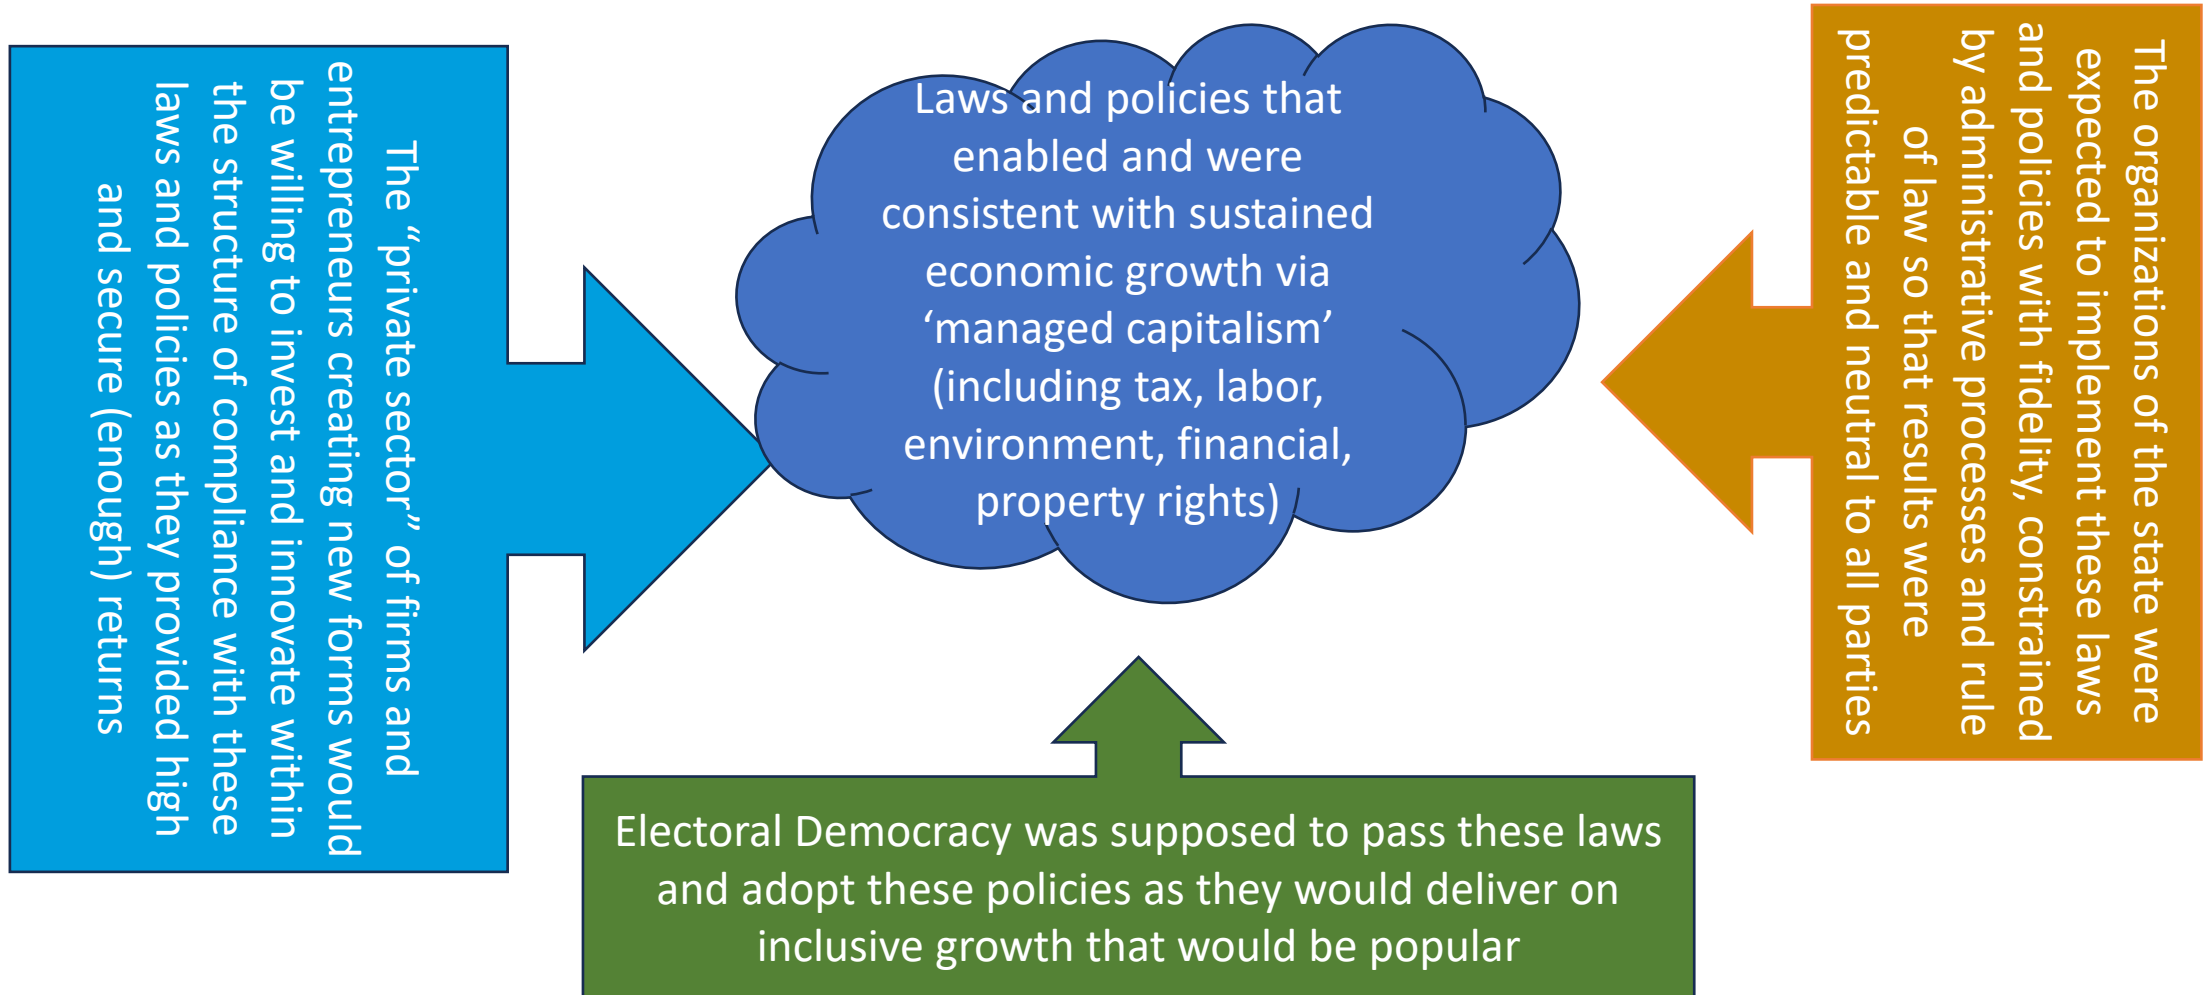 The “private sector” of firms and
entrepreneurs creating new forms would
be willing to invest and innovate within
the structure of compliance with these
laws and policies as they provided high
and secure (enough) returns
Laws and policies that
enabled and were
consistent with sustained
economic growth via
‘managed capitalism’
(including tax, labor,
environment, financial,
property rights)
The organizations of the state were
expected to implement these laws
and policies with fidelity, constrained
by administrative processes and rule
of law so that results were
predictable and neutral to all parties
Electoral Democracy was supposed to pass these laws
and adopt these policies as they would deliver on
inclusive growth that would be popular